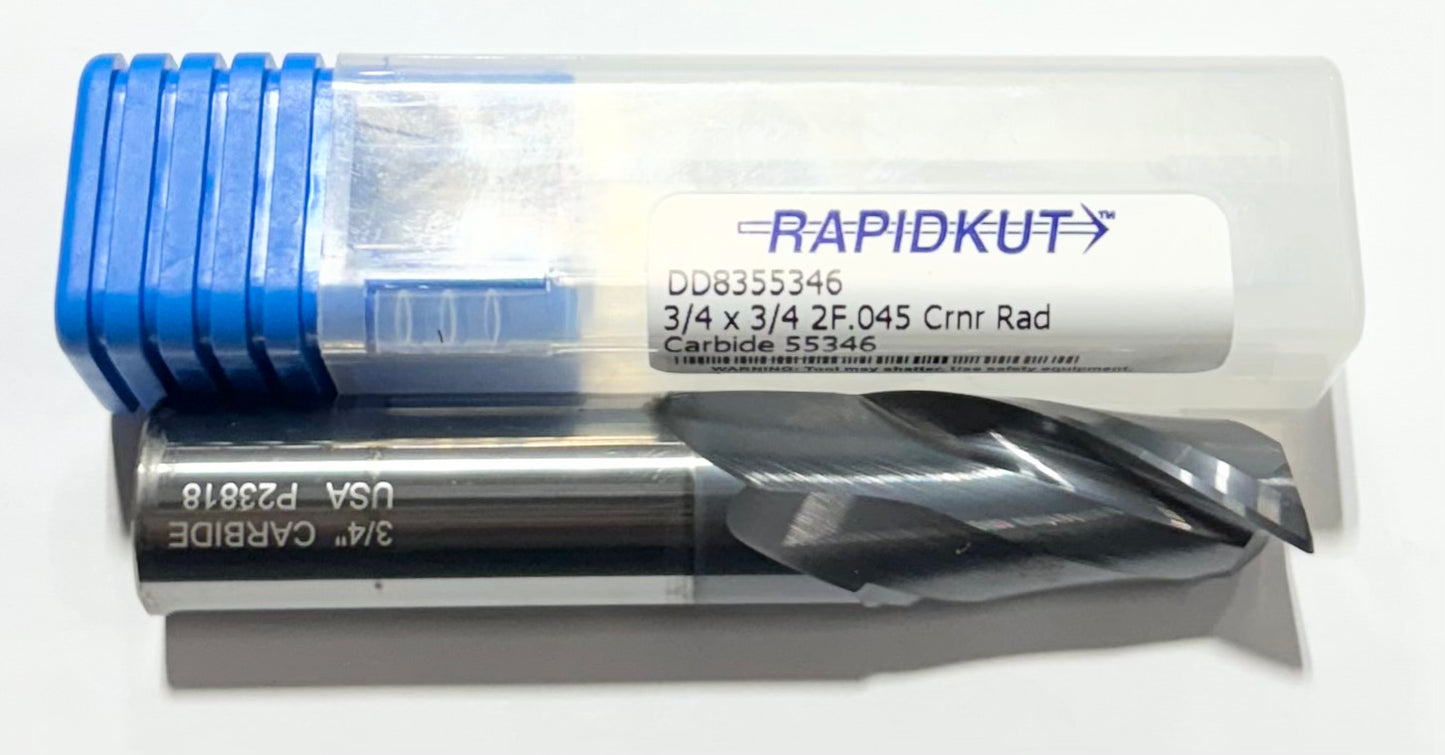 RAPIDKUT™
DD8355346
3/4 x 3/4 2F.045 Crnr Rad
Carbide 55346
WARNING: Tool may shatter. Use safety equipment.
3/4" CARBIDE
USA P23818